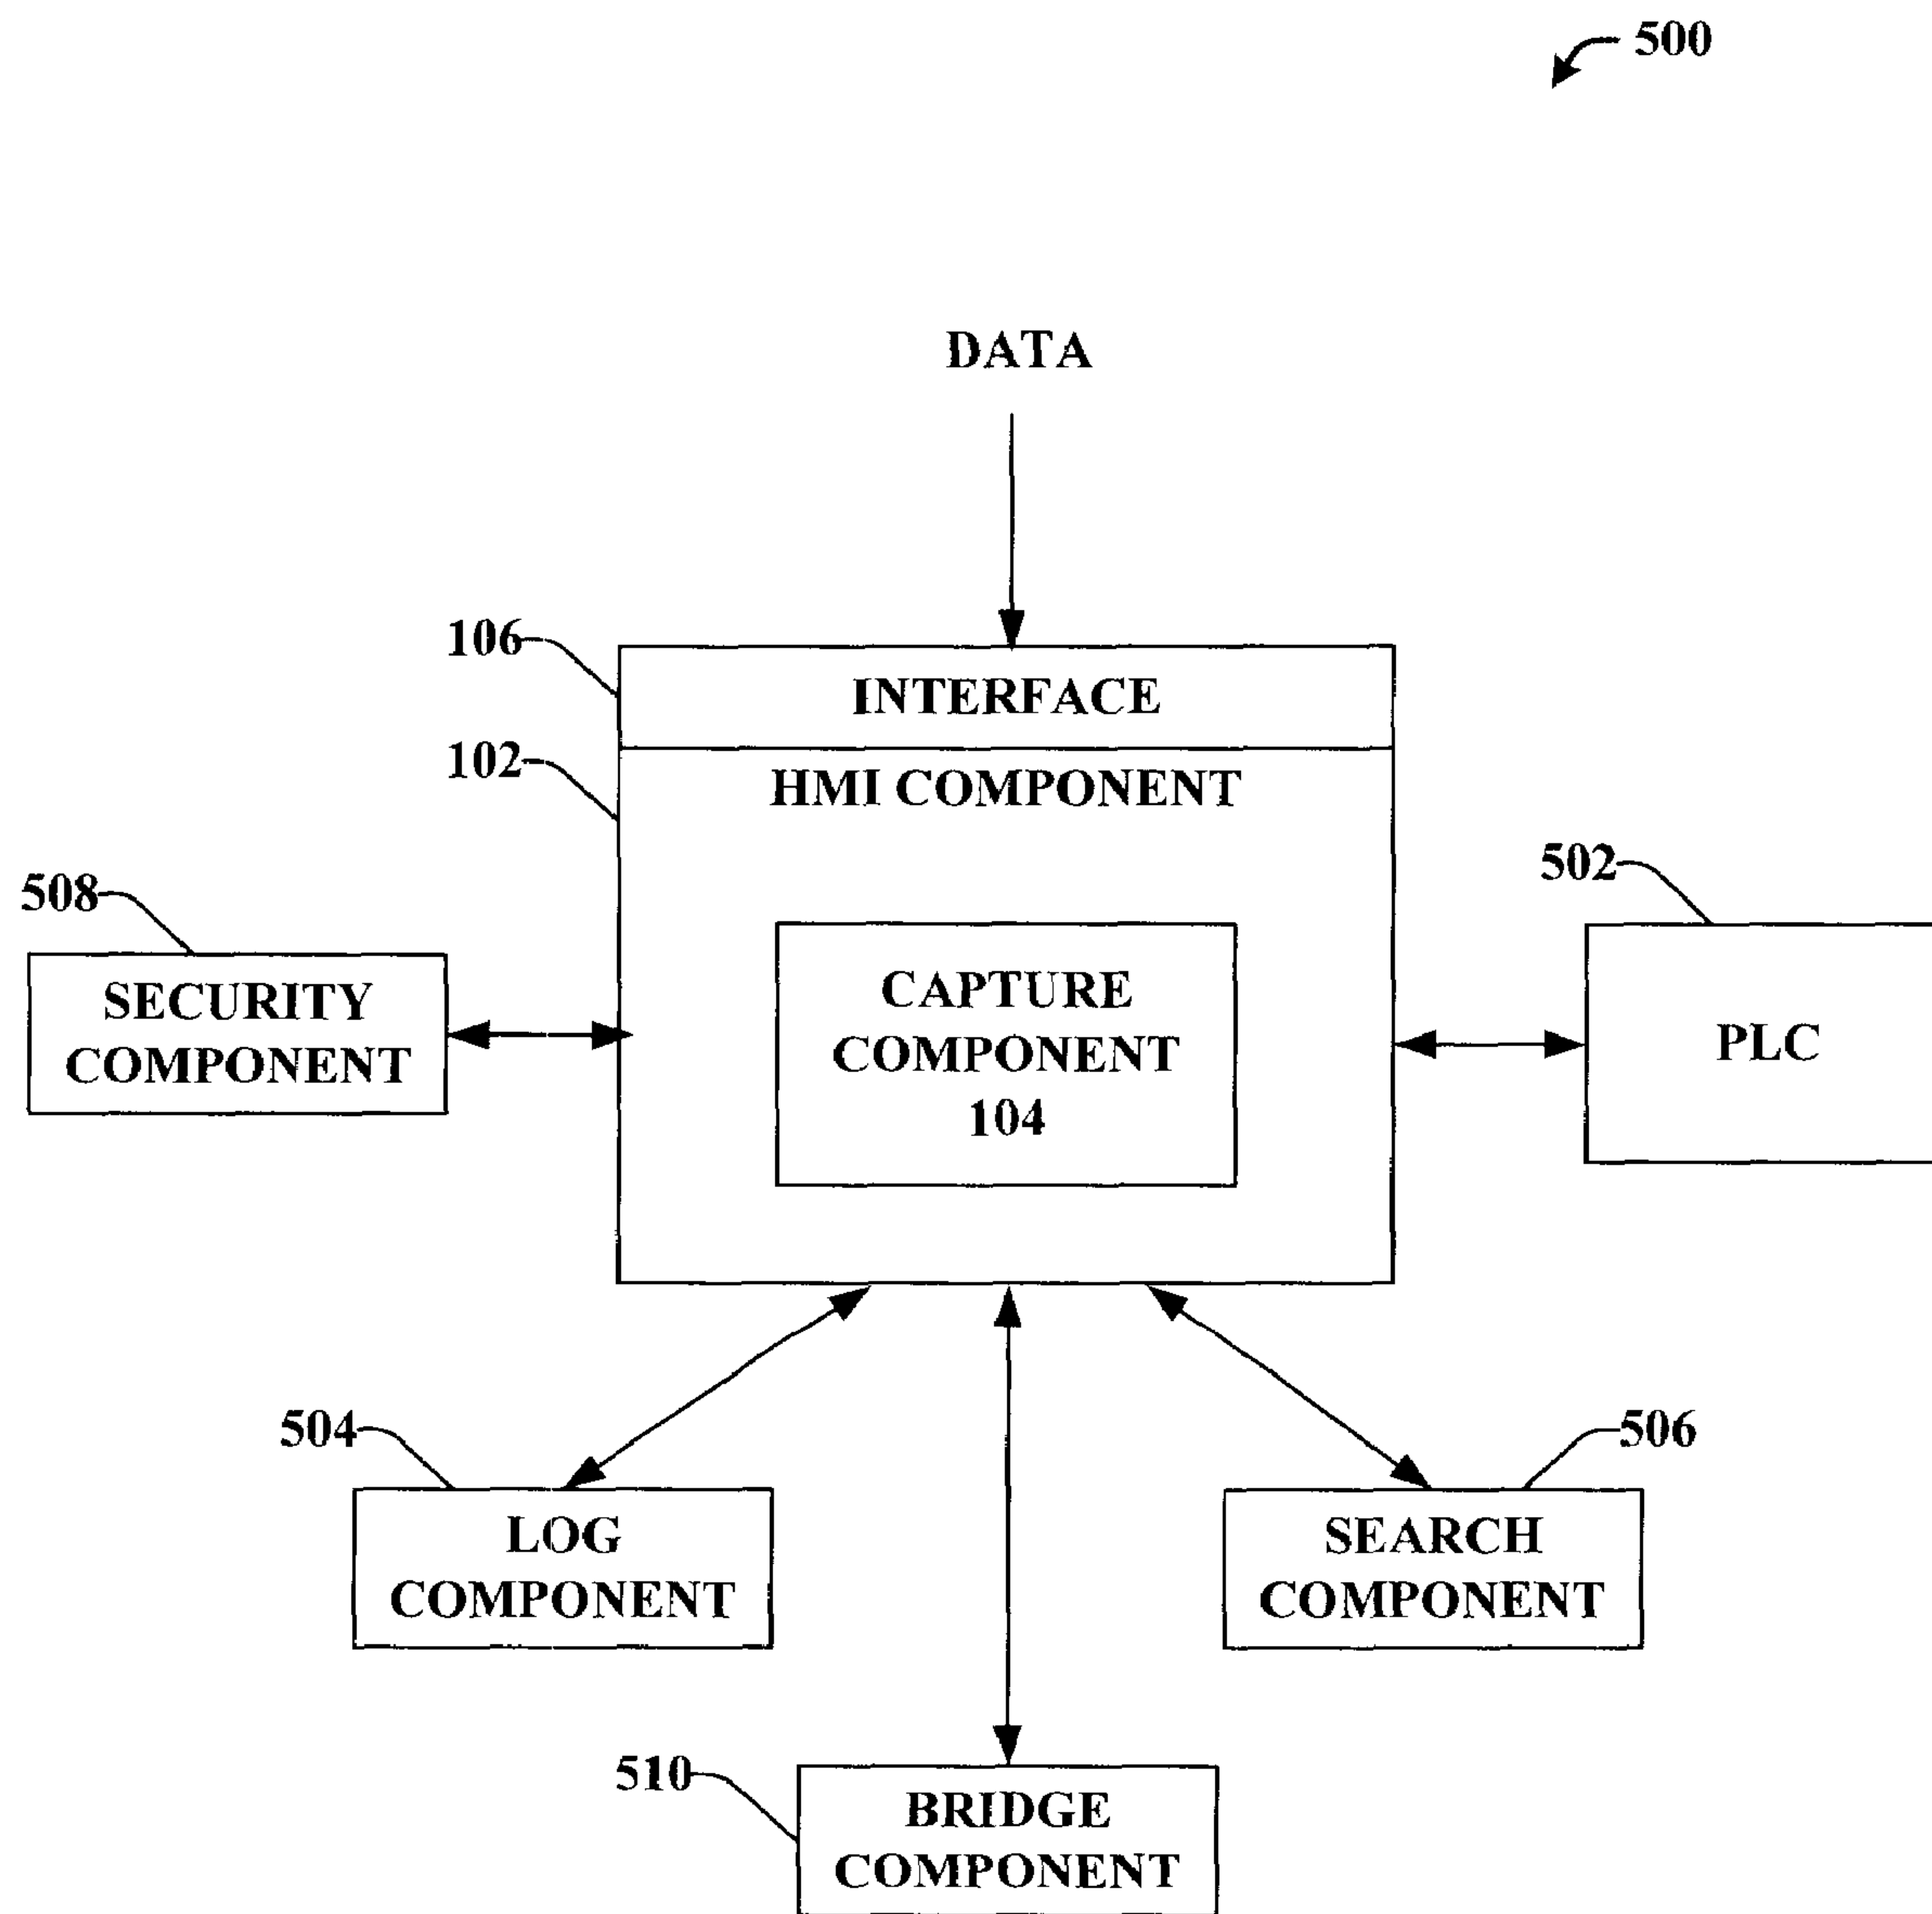 500
DATA
106
INTERFACE
102
HMI COMPONENT
508
SECURITY
COMPONENT
CAPTURE
COMPONENT
104
502
PLC
504
LOG
COMPONENT
506
SEARCH
COMPONENT
510
BRIDGE
COMPONENT